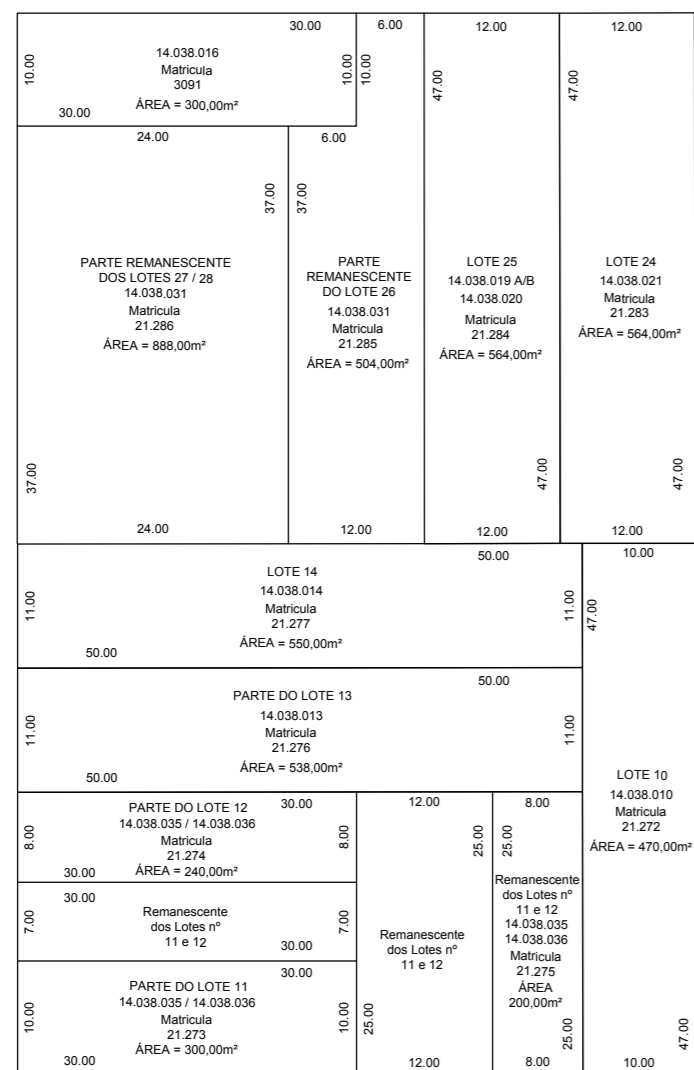 30.00
6.00
12.00
12.00
10.00
14.038.016
Matricula
3091
ÁREA = 300,00m²
10.00
10.00
30.00
47.00
47.00
24.00
6.00
37.00
37.00
PARTE REMANESCENTE
DOS LOTES 27 / 28
14.038.031
Matricula
21.286
ÁREA = 888,00m²
PARTE
REMANESCENTE
DO LOTE 26
14.038.031
Matricula
21.285
ÁREA = 504,00m²
LOTE 25
14.038.019 A/B
14.038.020
Matricula
21.284
ÁREA = 564,00m²
LOTE 24
14.038.021
Matricula
21.283
ÁREA = 564,00m²
37.00
47.00
47.00
24.00
12.00
12.00
12.00
50.00
10.00
LOTE 14
14.038.014
Matricula
21.277
ÁREA = 550,00m²
11.00
11.00
47.00
50.00
50.00
PARTE DO LOTE 13
14.038.013
Matricula
21.276
ÁREA = 538,00m²
11.00
11.00
50.00
LOTE 10
14.038.010
Matricula
21.272
ÁREA = 470,00m²
PARTE DO LOTE 12
14.038.035 / 14.038.036
Matricula
21.274
ÁREA = 240,00m²
30.00
8.00
8.00
30.00
12.00
8.00
25.00
25.00
30.00
7.00
Remanescente
dos Lotes nº
11 e 12
7.00
30.00
Remanescente
dos Lotes nº
11 e 12
Remanescente
dos Lotes nº
11 e 12
14.038.035
14.038.036
Matricula
21.275
ÁREA
200,00m²
30.00
PARTE DO LOTE 11
14.038.035 / 14.038.036
Matricula
21.273
ÁREA = 300,00m²
10.00
10.00
25.00
25.00
47.00
30.00
12.00
8.00
10.00